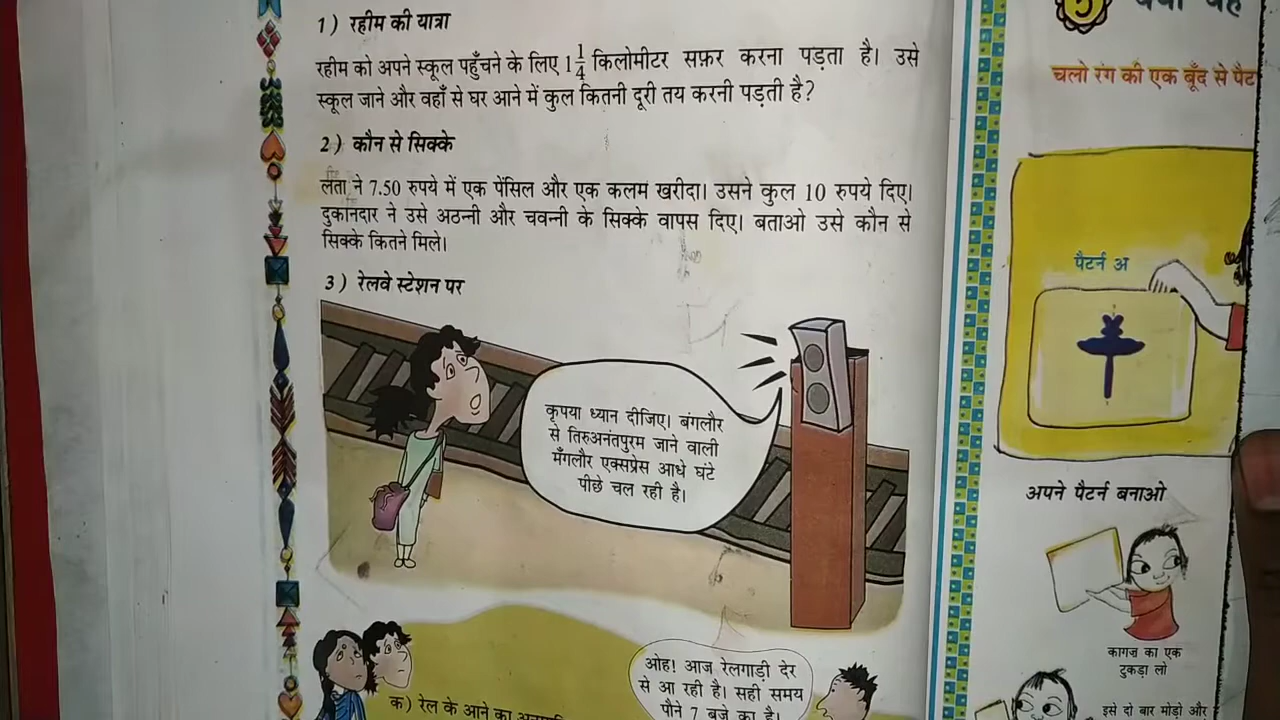 1) रहीम की यात्रा
रहीम को अपने स्कूल पहुँचने के लिए 1 1/4 किलोमीटर सफ़र करना पड़ता है। उसे
स्कूल जाने और वहाँ से घर आने में कुल कितनी दूरी तय करनी पड़ती है?
2) कौन से सिक्के
लता ने 7.50 रुपये में एक पेंसिल और एक कलम खरीदा। उसने कुल 10 रुपये दिए।
दुकानदार ने उसे अठन्नी और चवन्नी के सिक्के वापस दिए। बताओ उसे कौन से
सिक्के कितने मिले।
3) रेलवे स्टेशन पर
कृपया ध्यान दीजिए। बंगलौर
से तिरुअनंतपुरम जाने वाली
मैंगलौर एक्सप्रेस आधे घंटे
पीछे चल रही है।
ओह! आज रेलगाड़ी देर
से आ रही है। सही समय
पौने 7 बजे का है।
क) रेल के आने का
चलो रंग की एक बूँद से
पैटर्न अ
अपने पैटर्न बनाओ
कागज़ का एक
टुकड़ा लो
इसे दो बार मोड़ो और